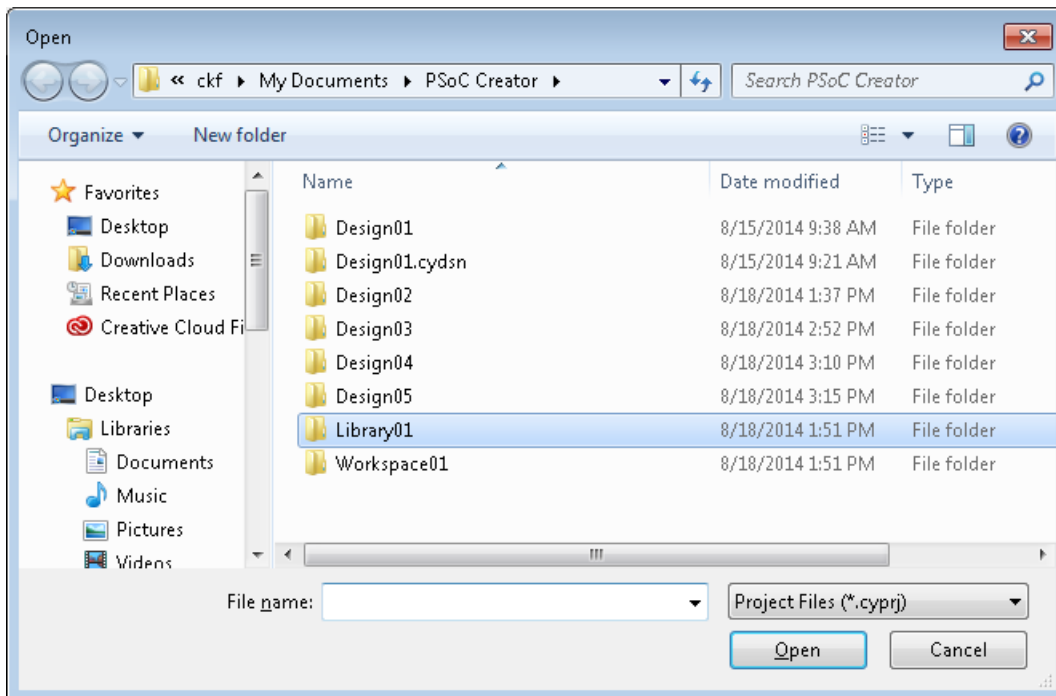 Open
« ckf ▸ My Documents ▸ PSoC Creator ▸ Search PSoC Creator
Organize New folder
Name Date modified Type
Favorites
Desktop
Downloads
Recent Places
Creative Cloud Fi
Desktop
Libraries
Documents
Music
Pictures
Videos
Design01 8/15/2014 9:38 AM File folder
Design01.cydsn 8/15/2014 9:21 AM File folder
Design02 8/18/2014 1:37 PM File folder
Design03 8/18/2014 2:52 PM File folder
Design04 8/18/2014 3:10 PM File folder
Design05 8/18/2014 3:15 PM File folder
Library01 8/18/2014 1:51 PM File folder
Workspace01 8/18/2014 1:51 PM File folder
File name: Project Files (*.cyprj)
Open Cancel